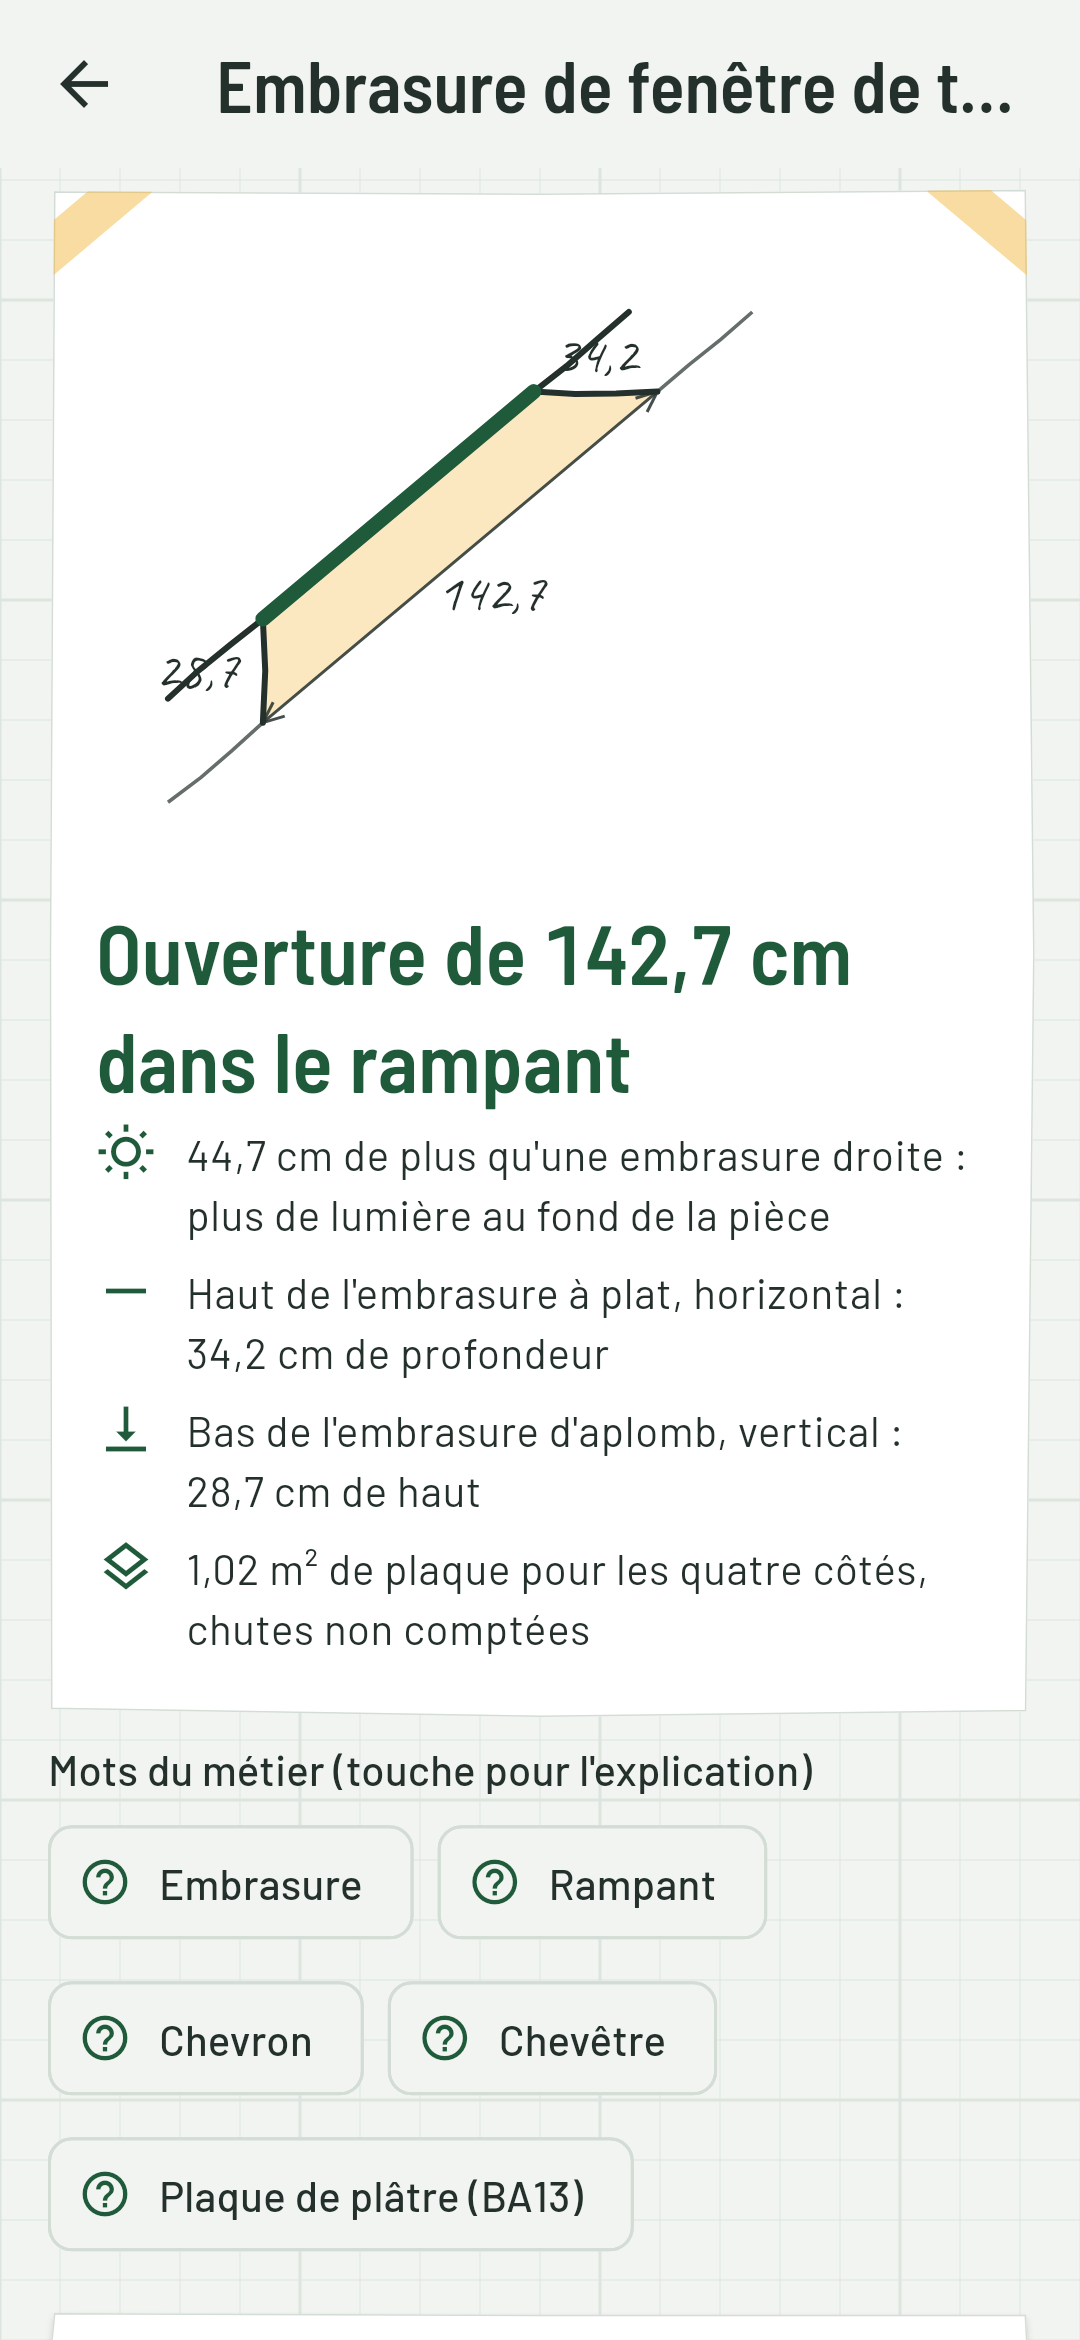 Embrasure de fenêtre de t...
34,2
142,7
28,7
Ouverture de 142,7 cm
dans le rampant
44,7 cm de plus qu'une embrasure droite :
plus de lumière au fond de la pièce
Haut de l'embrasure à plat, horizontal :
34,2 cm de profondeur
Bas de l'embrasure d'aplomb, vertical :
28,7 cm de haut
1,02 m² de plaque pour les quatre côtés,
chutes non comptées
Mots du métier (touche pour l'explication)
Embrasure
Rampant
Chevron
Chevêtre
Plaque de plâtre (BA13)